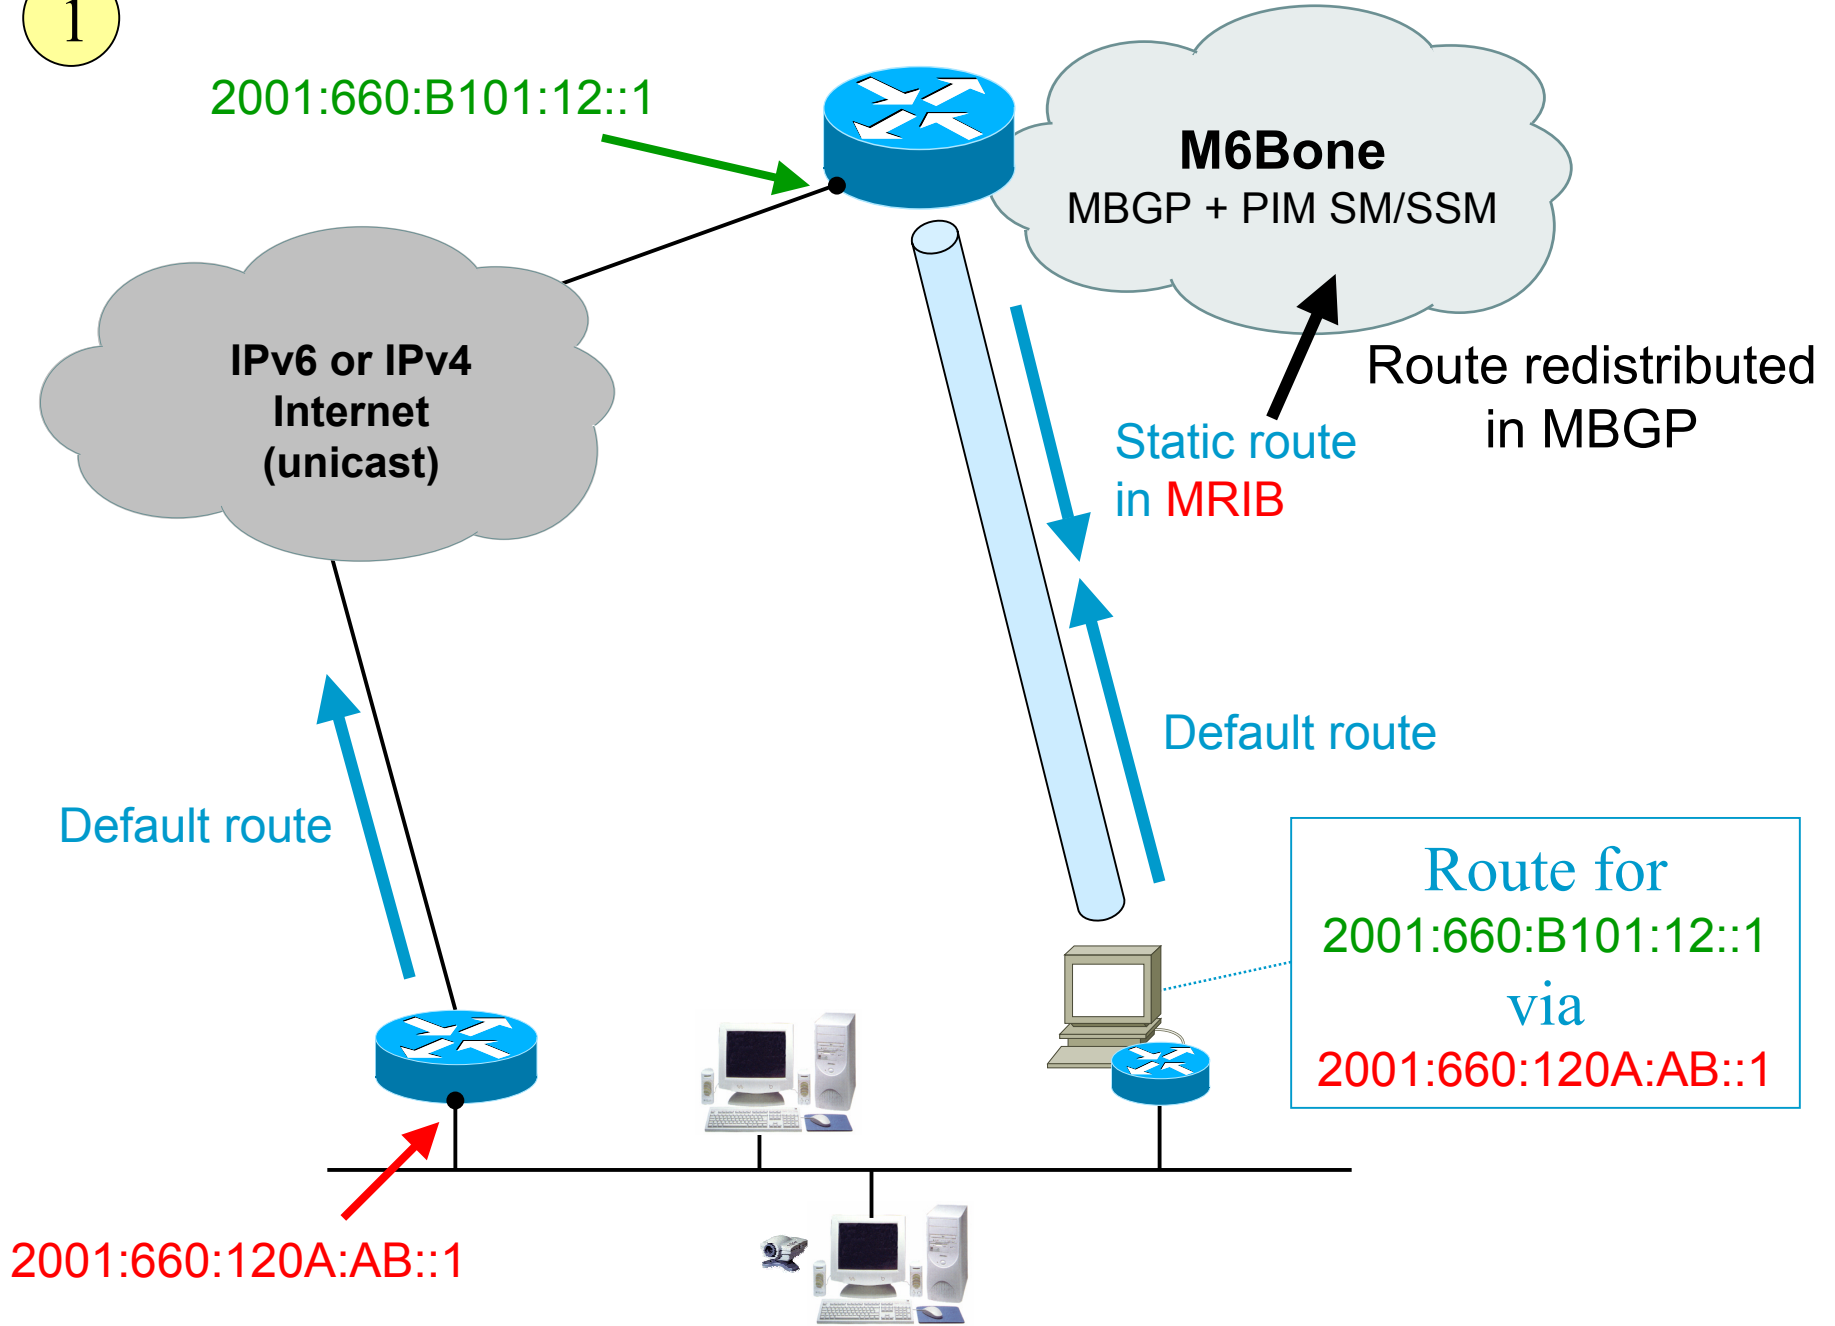 1
2001:660:B101:12::1
M6Bone
MBGP + PIM SM/SSM
IPv6 or IPv4
Internet
(unicast)
Route redistributed
in MBGP
Static route
in MRIB
Default route
Default route
Route for
2001:660:B101:12::1
via
2001:660:120A:AB::1
2001:660:120A:AB::1